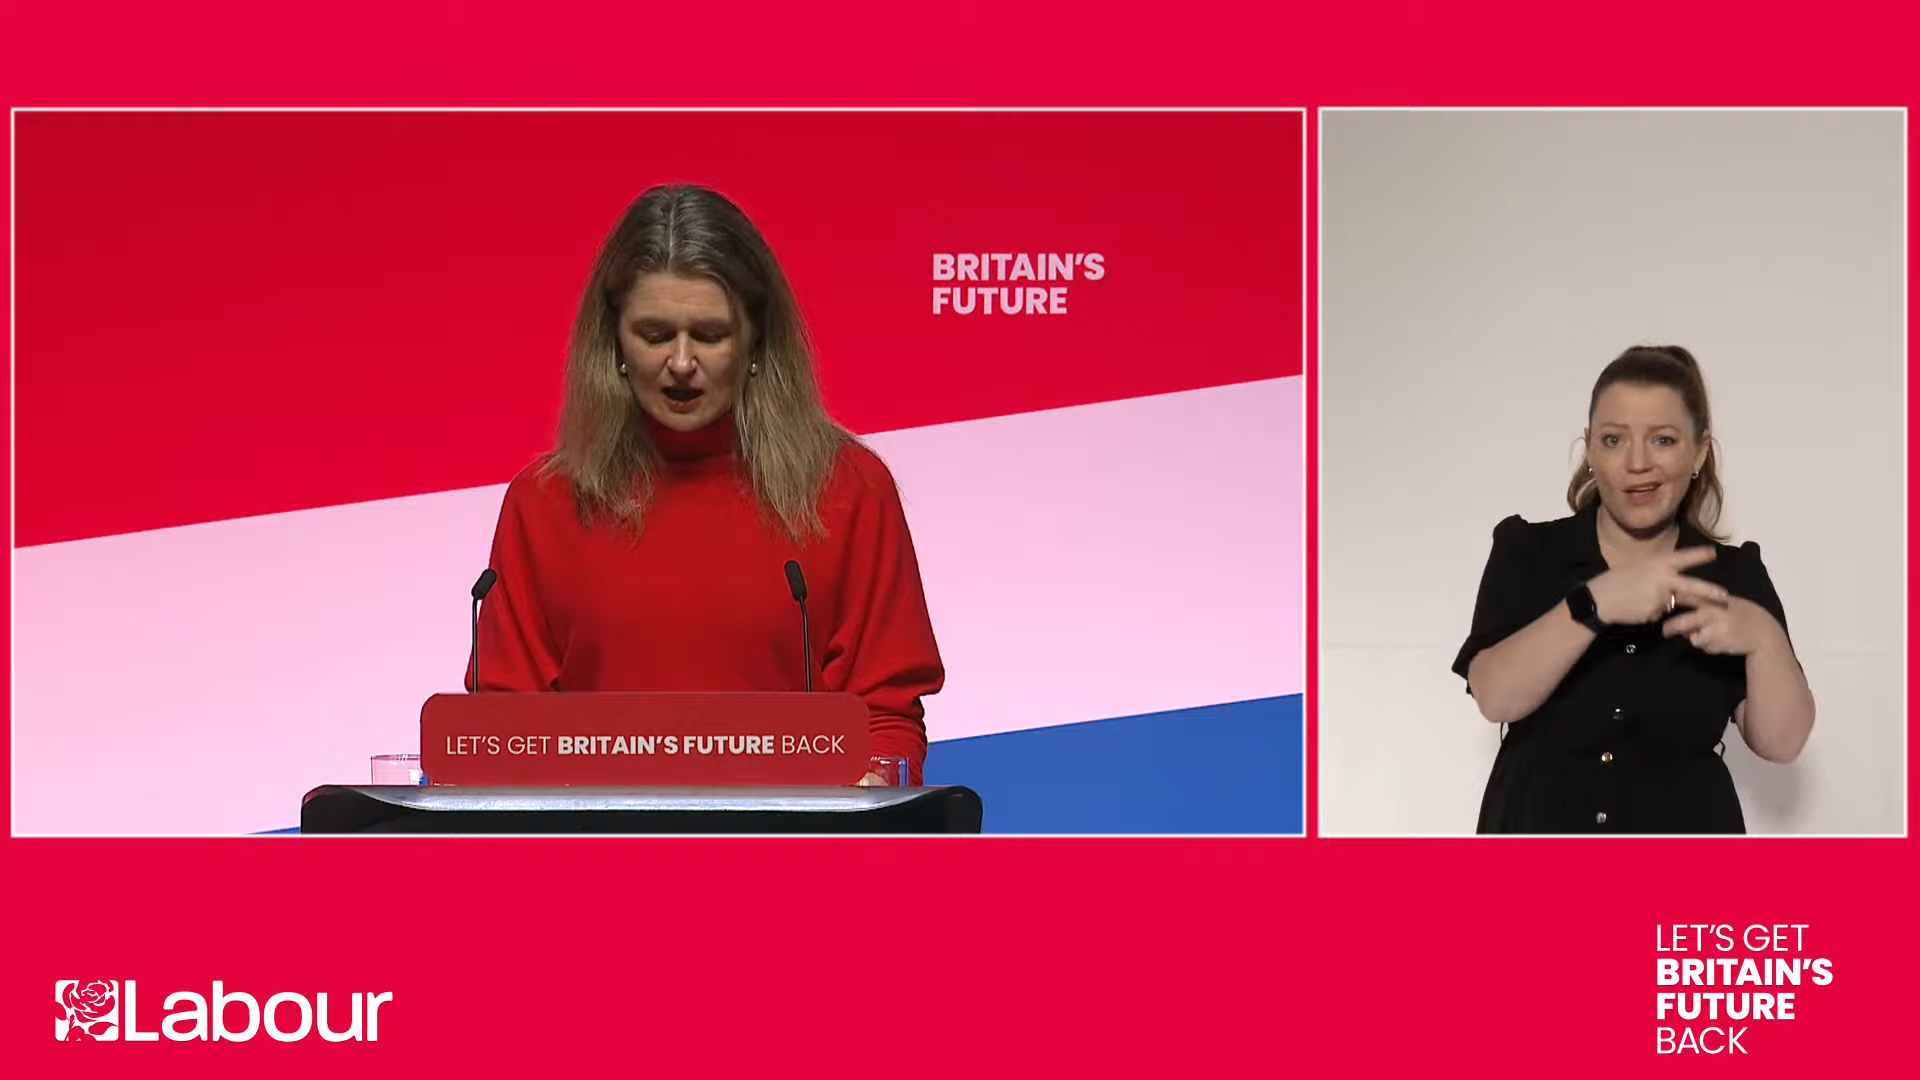 BRITAIN'S
FUTURE
LET'S GET BRITAIN'S FUTURE BACK
Labour
LET'S GET
BRITAIN'S
FUTURE
BACK